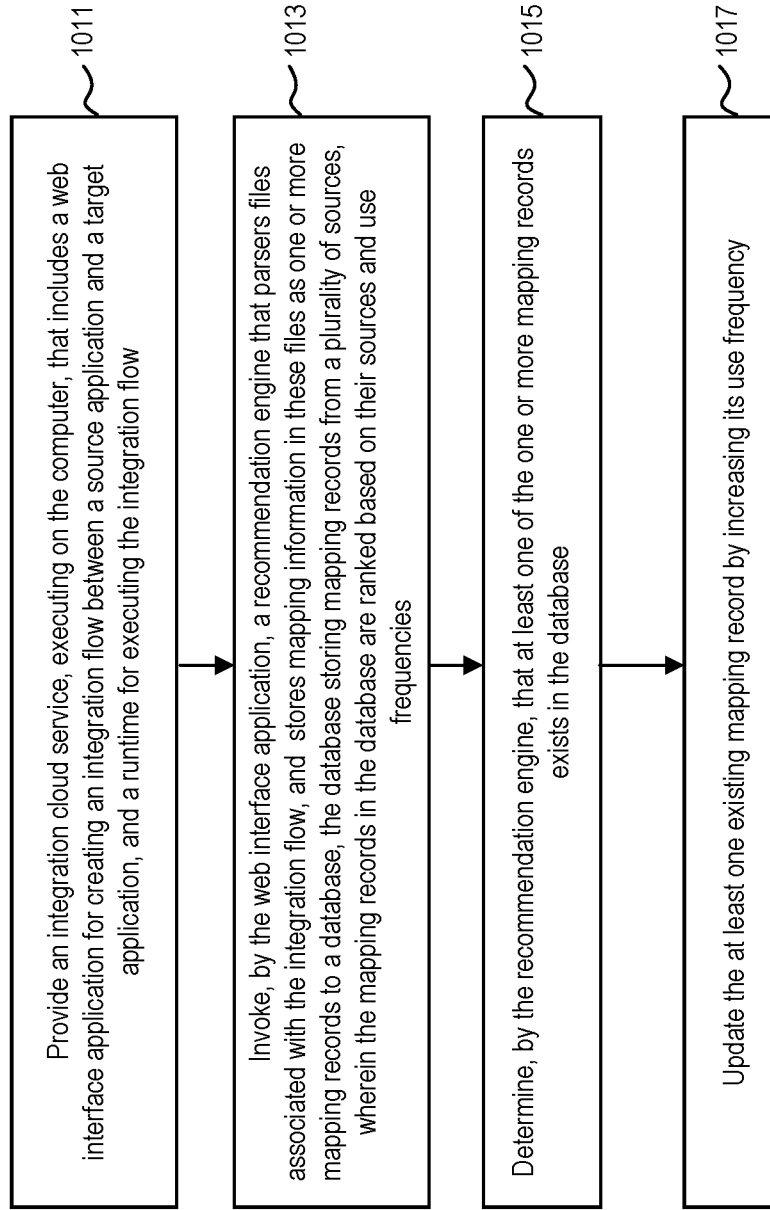 Provide an integration cloud service, executing on the computer, that includes a web
interface application for creating an integration flow between a source application and a target
application, and a runtime for executing the integration flow
1011
Invoke, by the web interface application, a recommendation engine that parsers files
associated with the integration flow, and stores mapping information in these files as one or more
mapping records to a database, the database storing mapping records from a plurality of sources,
wherein the mapping records in the database are ranked based on their sources and use
frequencies
1013
Determine, by the recommendation engine, that at least one of the one or more mapping records
exists in the database
1015
Update the at least one existing mapping record by increasing its use frequency
1017